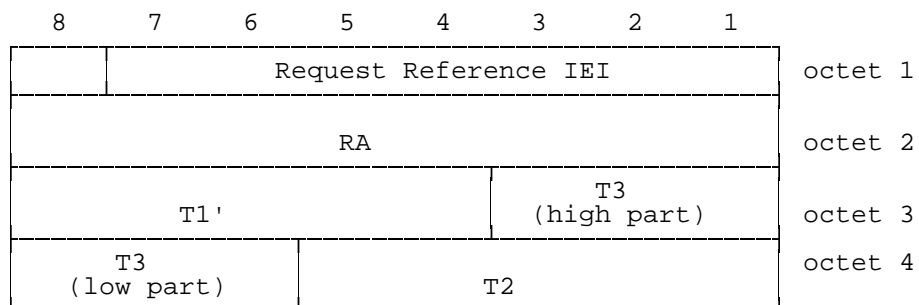 8 7 6 5 4 3 2 1
Request Reference IEI octet 1
RA octet 2
T3
T1' (high part) octet 3
T3 octet 4
(low part) T2